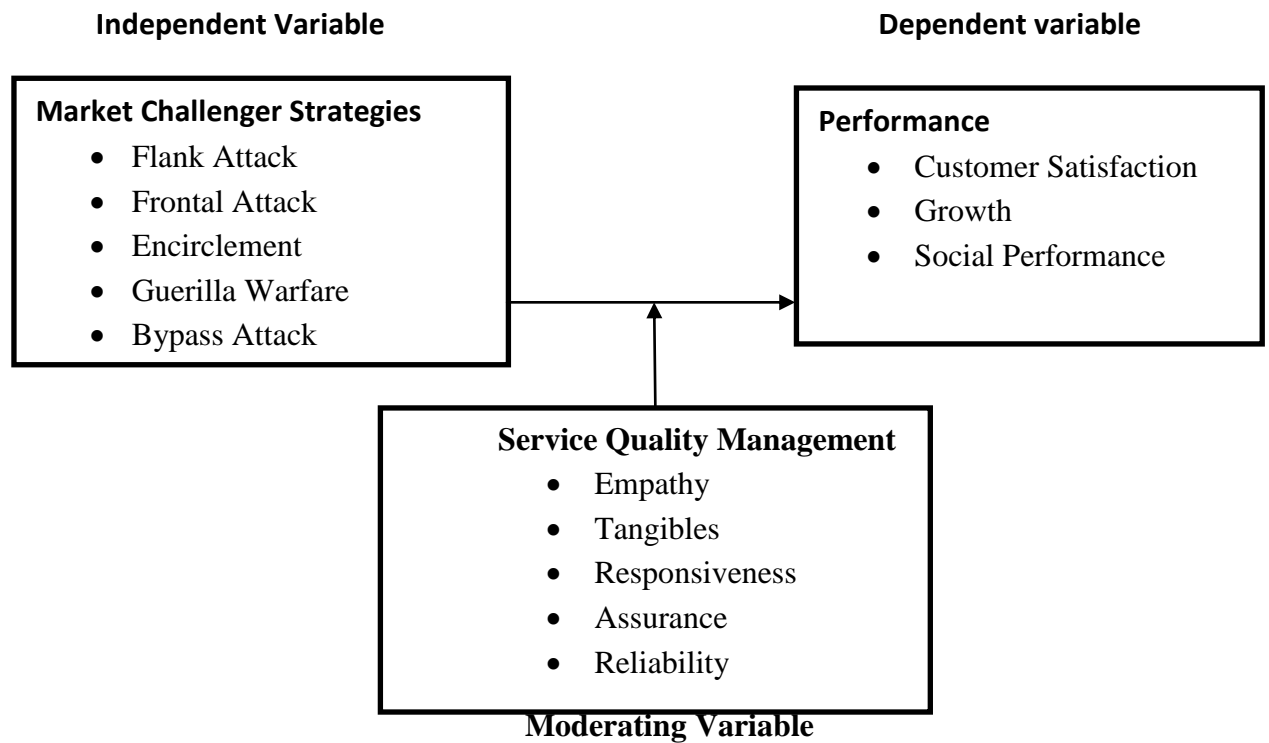 Independent Variable
Dependent variable
Market Challenger Strategies
• Flank Attack
• Frontal Attack
• Encirclement
• Guerilla Warfare
• Bypass Attack
Performance
• Customer Satisfaction
• Growth
• Social Performance
Service Quality Management
• Empathy
• Tangibles
• Responsiveness
• Assurance
• Reliability
Moderating Variable